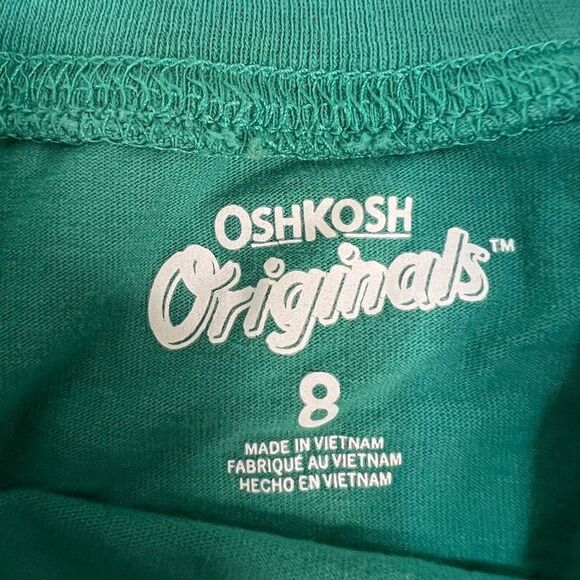 OSHKOSH
Originals™
8
MADE IN VIETNAM
FABRIQUÉ AU VIETNAM
HECHO EN VIETNAM